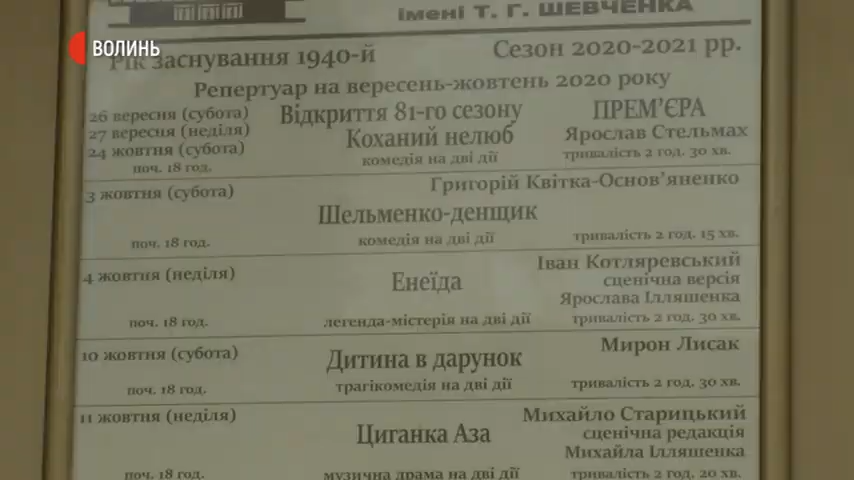 імені Т. Г. ШЕВЧЕНКА
ВОЛИНЬ
Рік заснування 1940-й
Сезон 2020-2021 рр.
Репертуар на вересень-жовтень 2020 року
26 вересня (субота)
27 вересня (неділя)
24 жовтня (субота)
поч. 18 год.
Відкриття 81-го сезону
Коханий нелюб
комедія на дві дії
ПРЕМ’ЄРА
Ярослав Стельмах
тривалість 2 год. 30 хв.
3 жовтня (субота)
Григорій Квітка-Основ’яненко
Шельменко-денщик
поч. 18 год.
комедія на дві дії
тривалість 2 год. 15 хв.
4 жовтня (неділя)
Іван Котляревський
Енеїда
сценічна версія
Ярослава Ілляшенка
поч. 18 год.
легенда-містерія на дві дії
тривалість 2 год. 30 хв.
10 жовтня (субота)
Мирон Лисак
Дитина в дарунок
поч. 18 год.
трагікомедія на дві дії
тривалість 2 год. 30 хв.
11 жовтня (неділя)
Михайло Старицький
Циганка Аза
сценічна редакція
Михайла Ілляшенка
поч. 18 год.
музична драма на дві дії
тривалість 2 год. 20 хв.